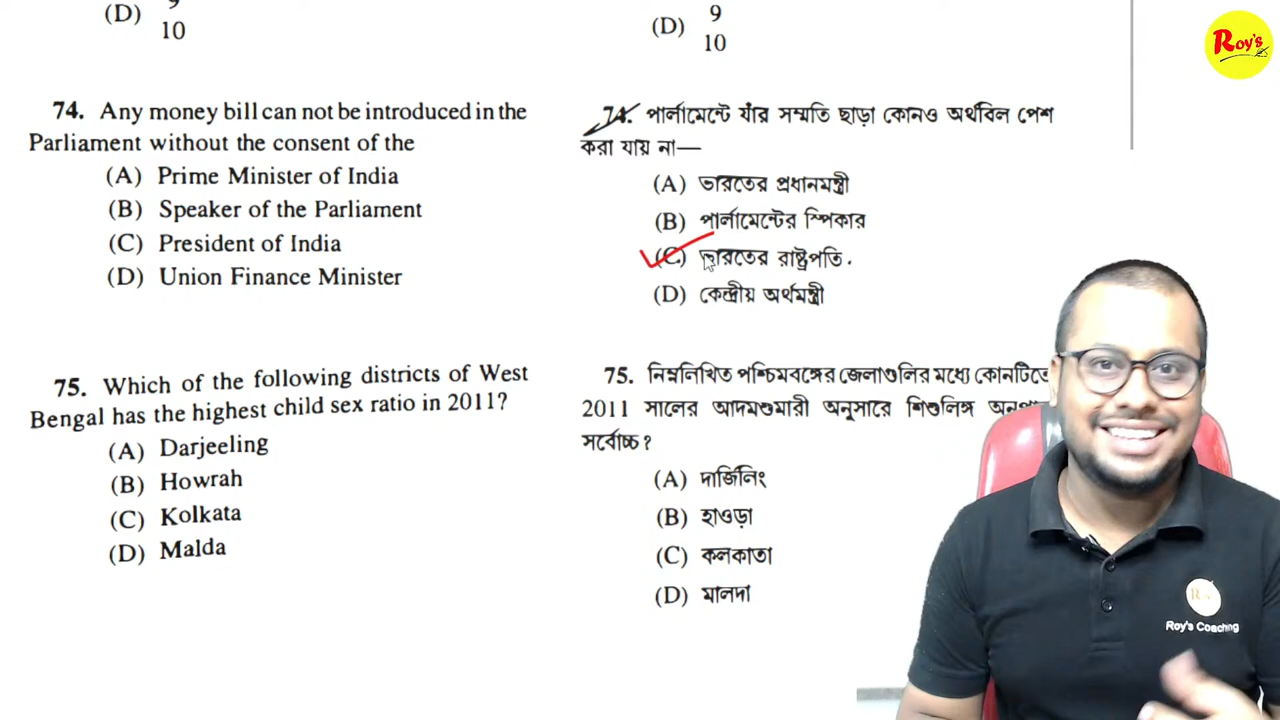 (D) 9
10
74. Any money bill can not be introduced in the
Parliament without the consent of the
(A) Prime Minister of India
(B) Speaker of the Parliament
(C) President of India
(D) Union Finance Minister
75. Which of the following districts of West
Bengal has the highest child sex ratio in 2011?
(A) Darjeeling
(B) Howrah
(C) Kolkata
(D) Malda
(D) 9
10
74. পার্লামেন্টে যাঁর সম্মতি ছাড়া কোনও অর্থবিল পেশ
করা যায় না—
(A) ভারতের প্রধানমন্ত্রী
(B) পার্লামেন্টের স্পিকার
(C) ভারতের রাষ্ট্রপতি.
(D) কেন্দ্রীয় অর্থমন্ত্রী
75. নিম্নলিখিত পশ্চিমবঙ্গের জেলাগুলির মধ্যে কোনটিতে
2011 সালের আদমশুমারী অনুসারে শিশুলিঙ্গ
সর্বোচ্চ?
(A) দার্জিলিং
(B) হাওড়া
(C) কলকাতা
(D) মালদা
Roy's
Roy's Coaching